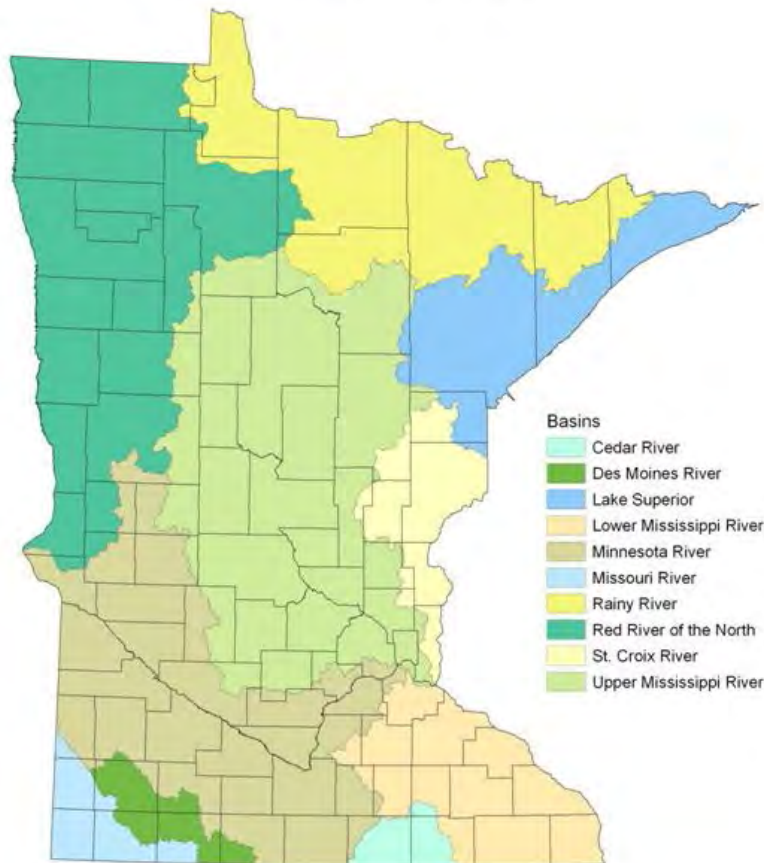 Basins
Cedar River
Des Moines River
Lake Superior
Lower Mississippi River
Minnesota River
Missouri River
Rainy River
Red River of the North
St. Croix River
Upper Mississippi River